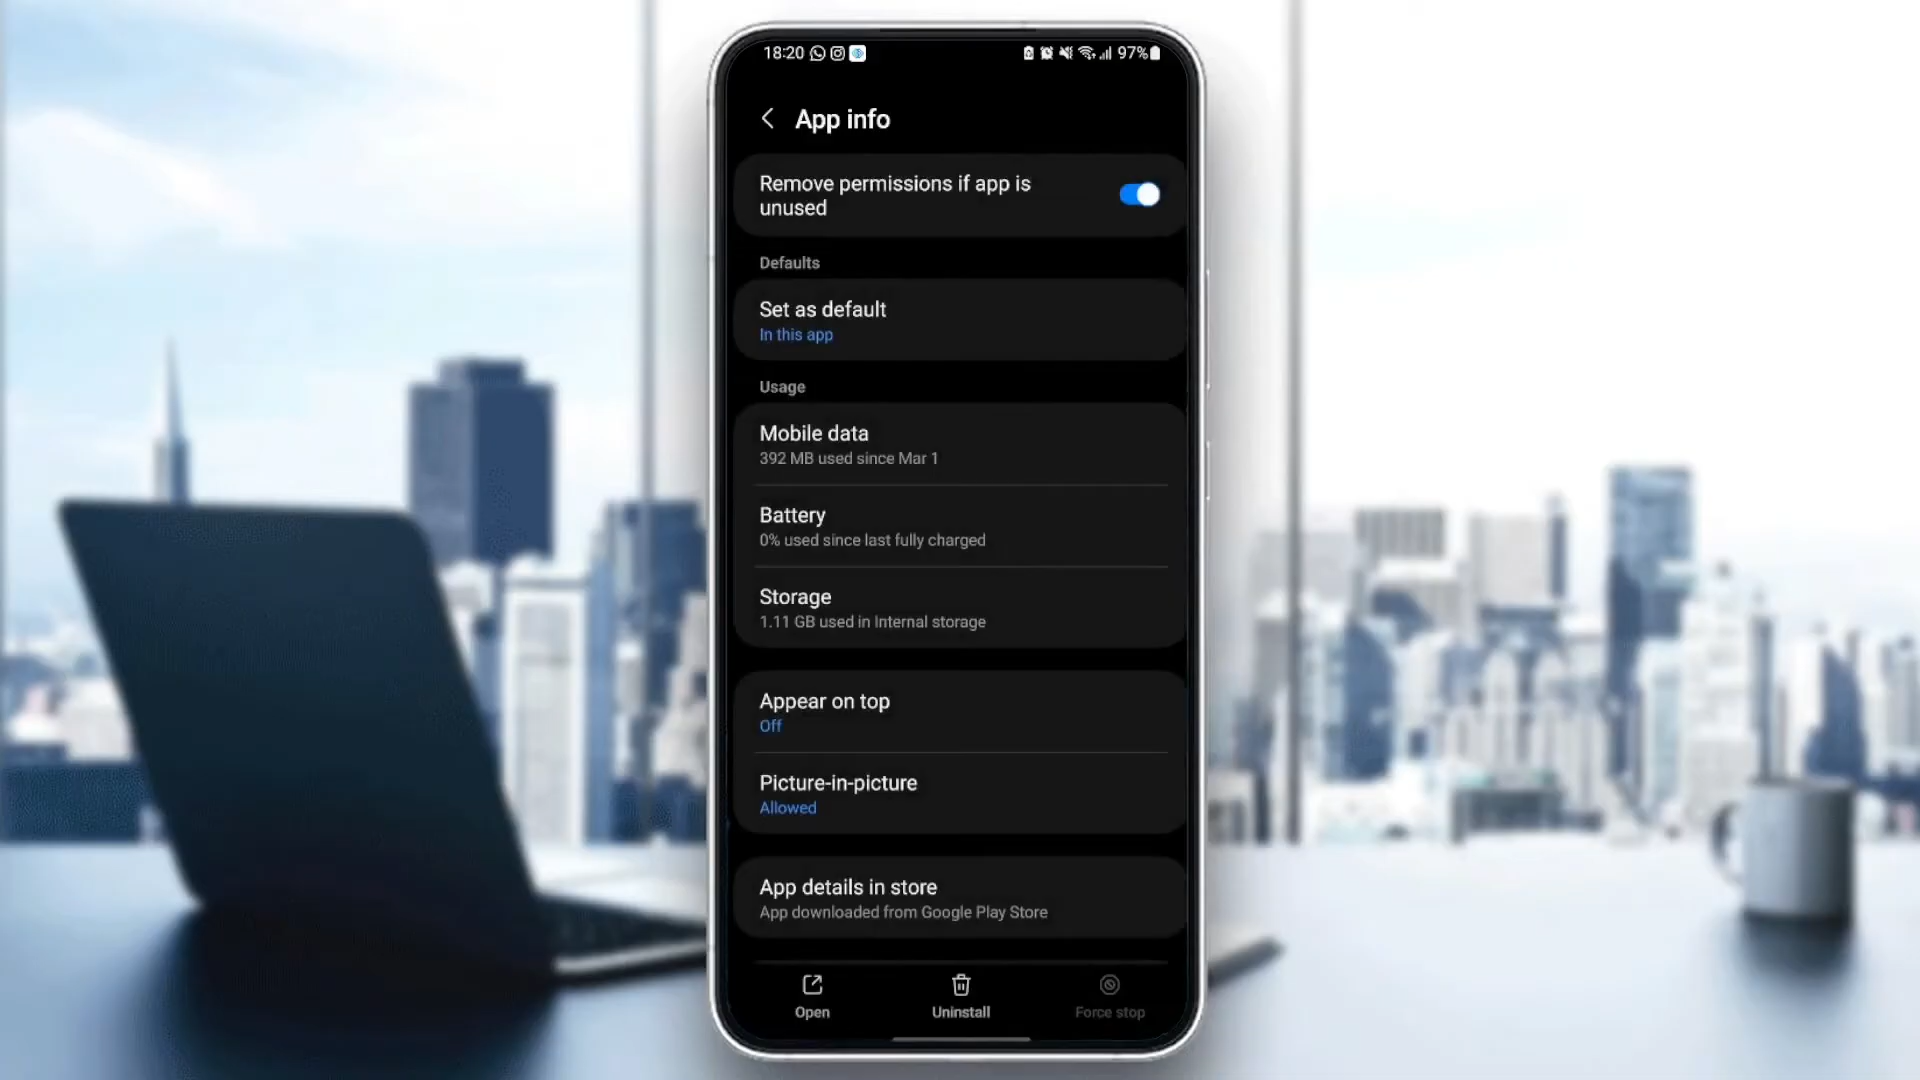 18:20 97%
App info
Remove permissions if app is
unused
Defaults
Set as default
In this app
Usage
Mobile data
392 MB used since Mar 1
Battery
0% used since last fully charged
Storage
1.11 GB used in Internal storage
Appear on top
Off
Picture-in-picture
Allowed
App details in store
App downloaded from Google Play Store
Open Uninstall Force stop